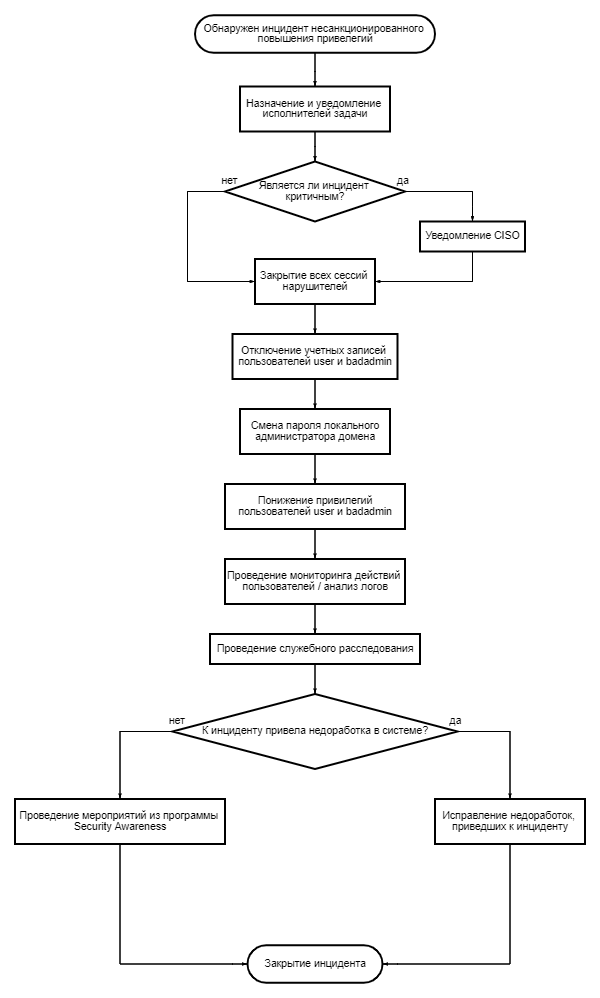 Обнаружен инцидент несанкционированного
повышения привелегий
Назначение и уведомление
исполнителей задачи
нет
да
Является ли инцидент
критичным?
Уведомление CISO
Закрытие всех сессий
нарушителей
Отключение учетных записей
пользователей user и badadmin
Смена пароля локального
администратора домена
Понижение привилегий
пользователей user и badadmin
Проведение мониторинга действий
пользователей / анализ логов
Проведение служебного расследования
нет
да
К инциденту привела недоработка в системе?
Проведение мероприятий из программы
Security Awareness
Исправление недоработок,
приведших к инциденту
Закрытие инцидента